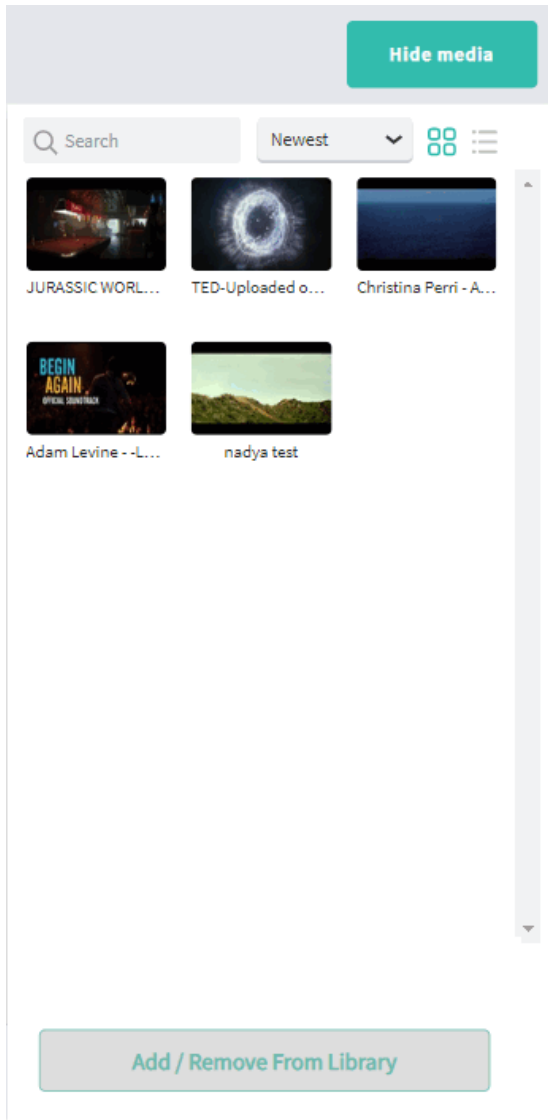 Hide media
Search
Newest
JURASSIC WORL...
TED-Uploaded o...
Christina Perri - A...
BEGIN
AGAIN
OFFICIAL SOUNDTRACK
Adam Levine - -L...
nadya test
Add / Remove From Library